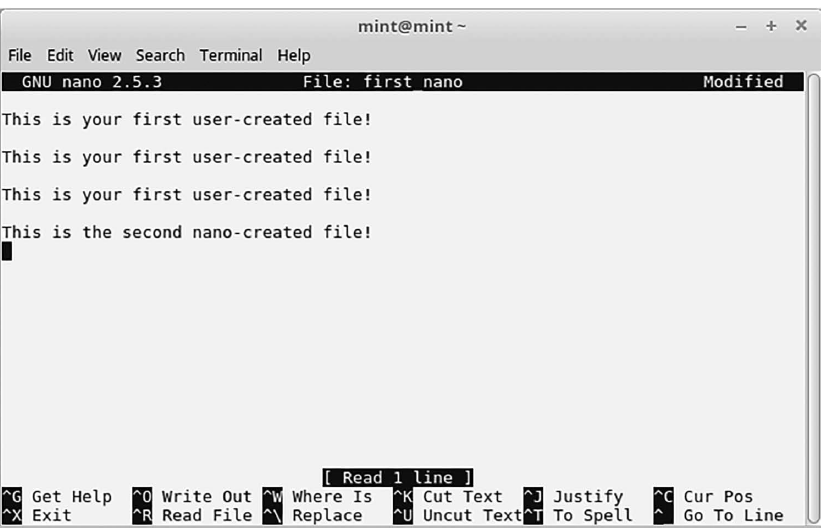 mint@mint ~
– + ×
File Edit View Search Terminal Help
GNU nano 2.5.3 File: first_nano Modified
This is your first user-created file!
This is your first user-created file!
This is your first user-created file!
This is the second nano-created file!
[ Read 1 line ]
^G Get Help ^O Write Out ^W Where Is ^K Cut Text ^J Justify ^C Cur Pos
^X Exit ^R Read File ^\ Replace ^U Uncut Text ^T To Spell ^_ Go To Line